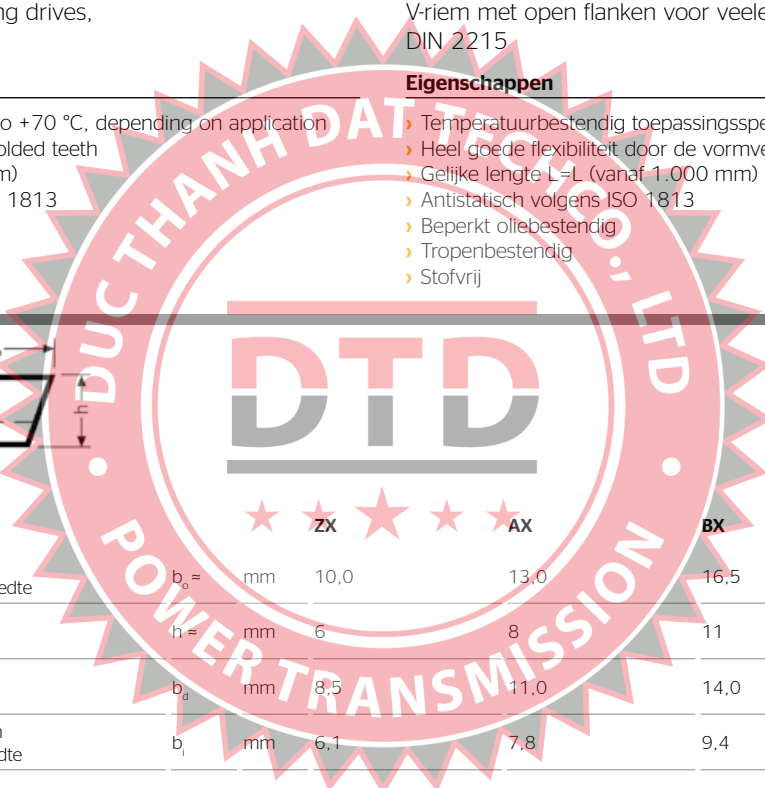 ng drives,
o +70 °C, depending on application
olded teeth
m)
1813
V-riem met open flanken voor veele
DIN 2215
Eigenschappen
› Temperatuurbestendig toepassingsspe
› Heel goede flexibiliteit door de vormve
› Gelijke lengte L=L (vanaf 1.000 mm)
› Antistatisch volgens ISO 1813
› Beperkt oliebestendig
› Tropenbestendig
› Stofvrij
DUC THANH DAT TECHCO., LTD
DTD
POWER TRANSMISSION
h
ZX AX BX
edte bo ≈ mm 10,0 13,0 16,5
h ≈ mm 6 8 11
bd mm 8,5 11,0 14,0
dte bi mm 6,1 7,8 9,4